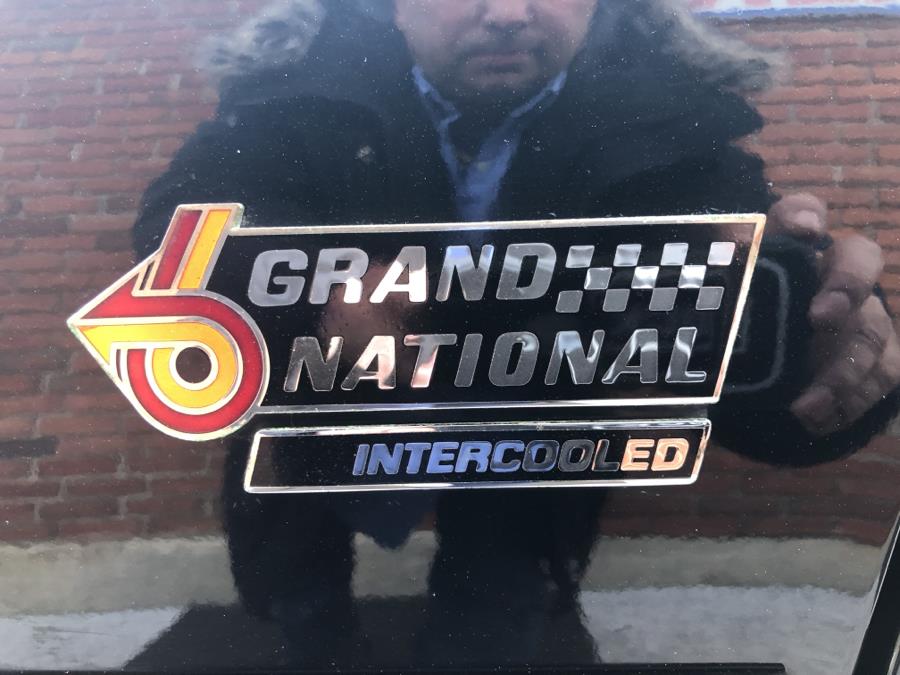 GRAND
NATIONAL
INTERCOOLED